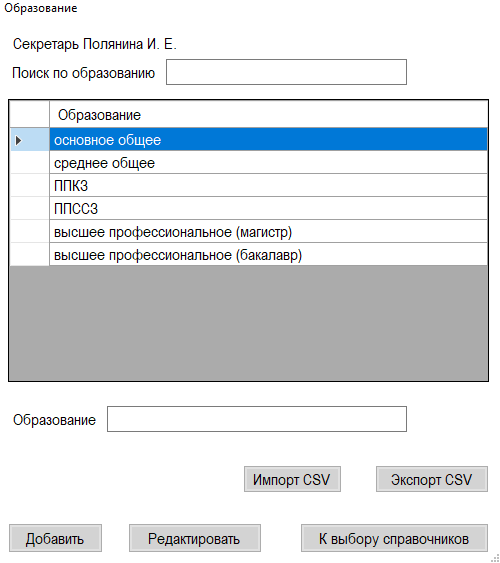 Образование
Секретарь Полянина И. Е.
Поиск по образованию
Образование
основное общее
среднее общее
ППКЗ
ППССЗ
высшее профессиональное (магистр)
высшее профессиональное (бакалавр)
Образование
Импорт CSV Экспорт CSV
Добавить Редактировать К выбору справочников